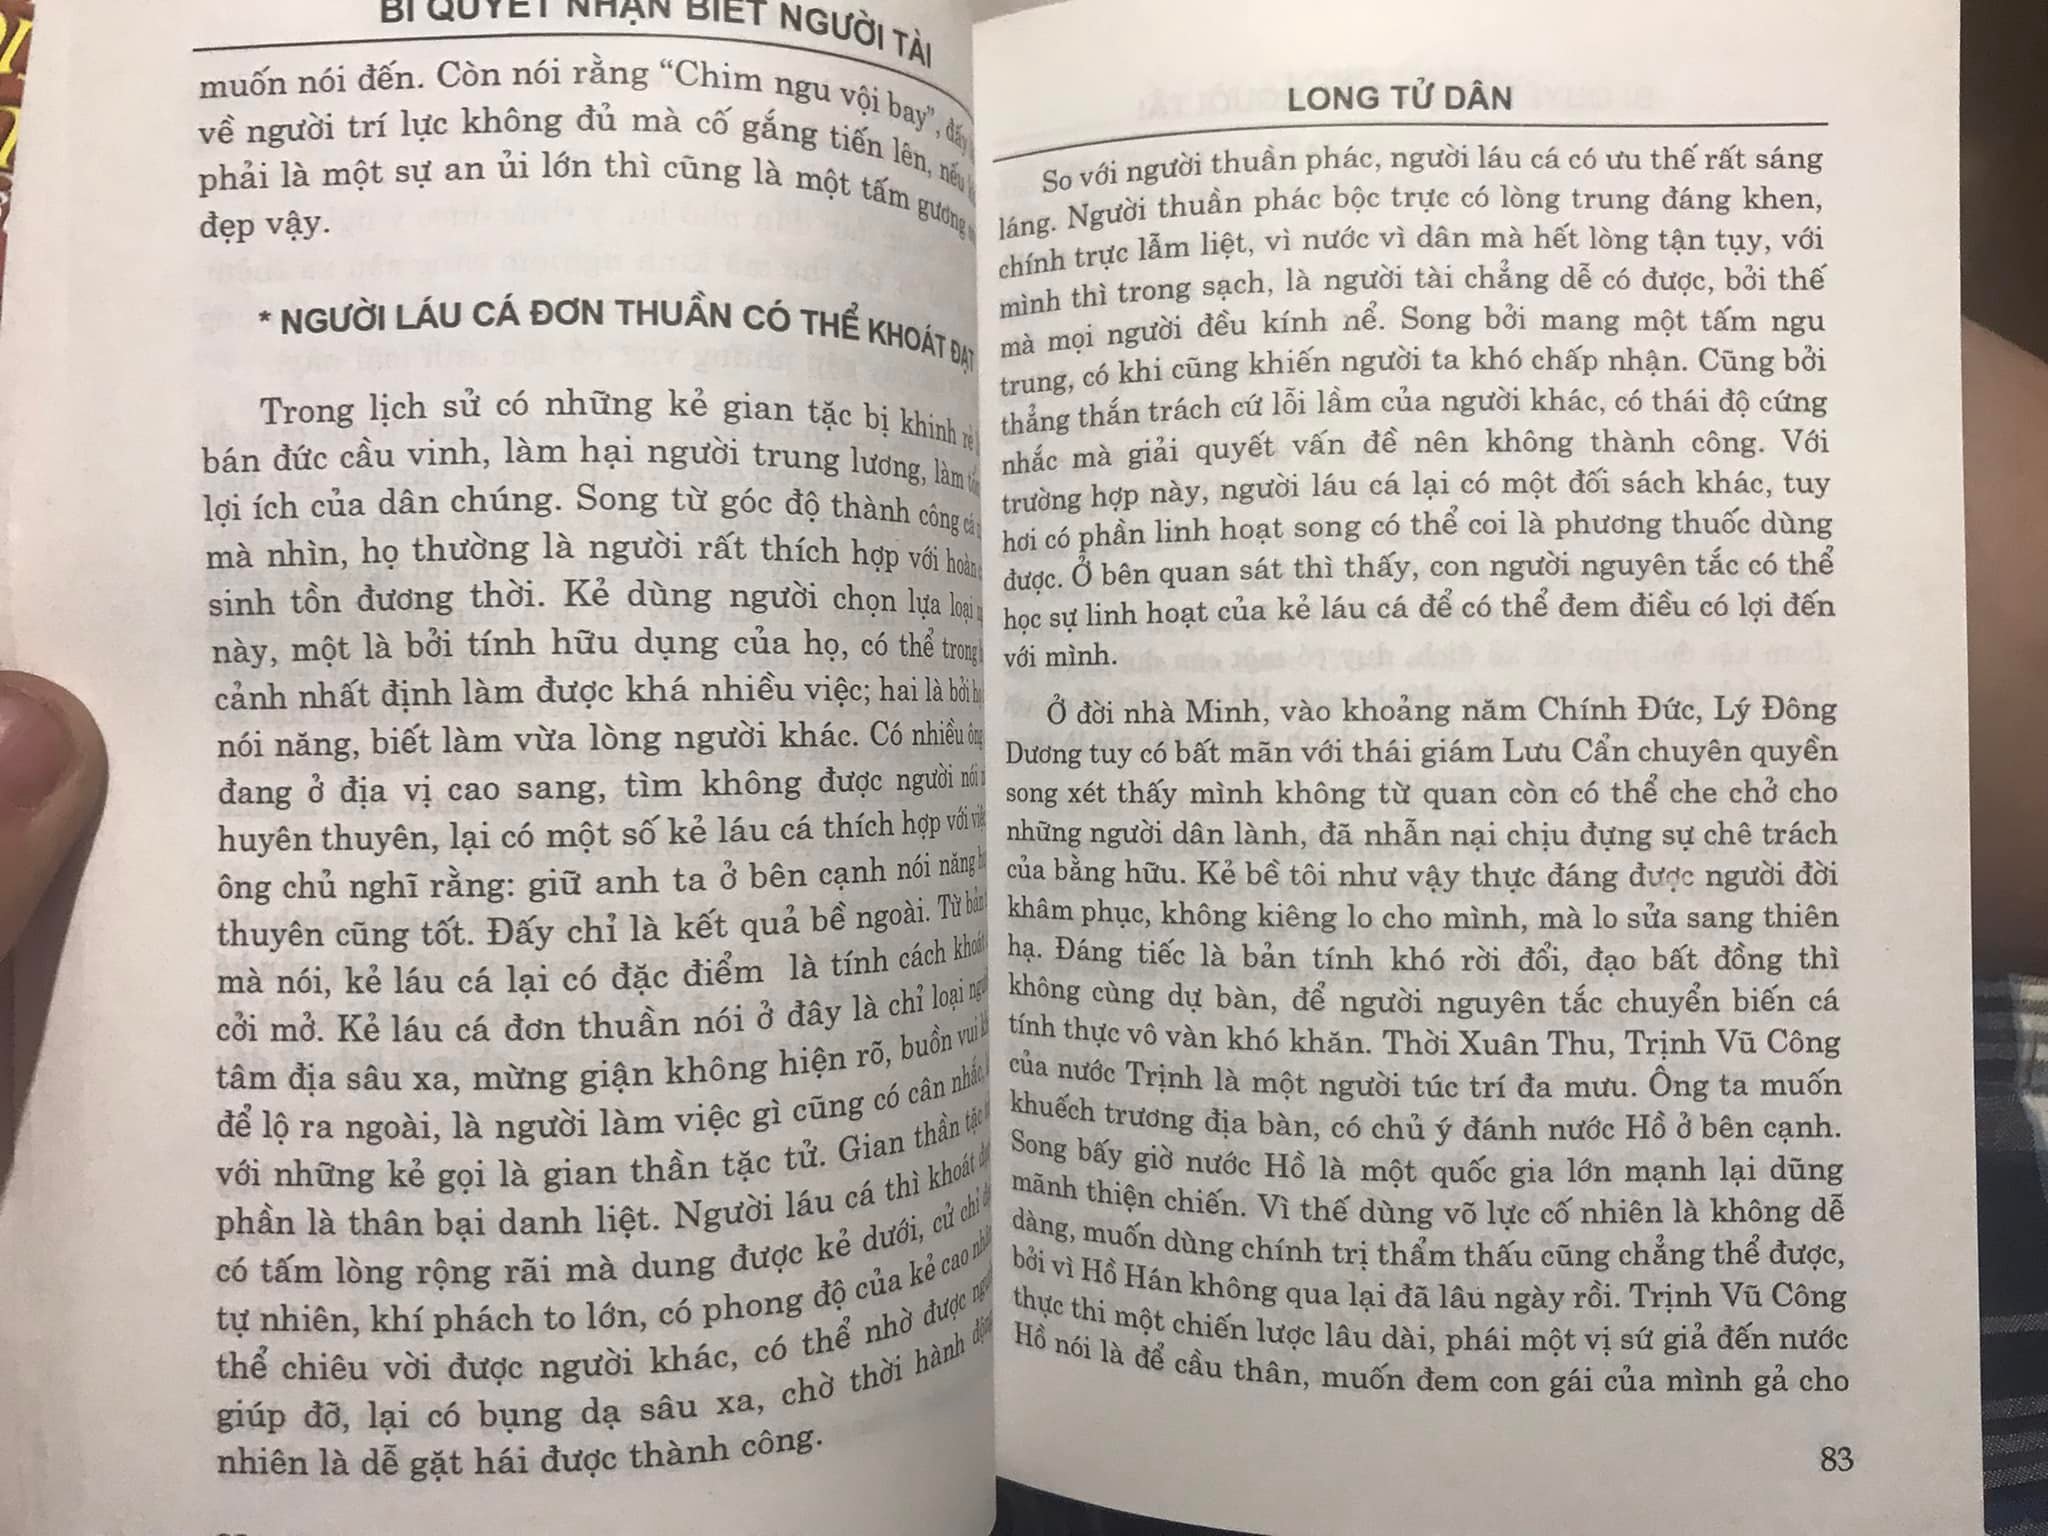 BÍ QUYẾT NHẬN BIẾT NGƯỜI TÀI
muốn nói đến. Còn nói rằng “Chim ngu vội bay”, đấy
về người trí lực không đủ mà cố gắng tiến lên, nếu
phải là một sự an ủi lớn thì cũng là một tấm gương
đẹp vậy.
* NGƯỜI LÁU CÁ ĐƠN THUẦN CÓ THỂ KHOÁT ĐẠT
Trong lịch sử có những kẻ gian tặc bị khinh rẻ
bán đức cầu vinh, làm hại người trung lương, làm
lợi ích của dân chúng. Song từ góc độ thành công cá
mà nhìn, họ thường là người rất thích hợp với hoàn
sinh tồn đương thời. Kẻ dùng người chọn lựa loại
này, một là bởi tính hữu dụng của họ, có thể trong
cảnh nhất định làm được khá nhiều việc; hai là bởi
nói năng, biết làm vừa lòng người khác. Có nhiều ông
đang ở địa vị cao sang, tìm không được người nói
huyên thuyên, lại có một số kẻ láu cá thích hợp với việc
ông chủ nghĩ rằng: giữ anh ta ở bên cạnh nói năng
thuyên cũng tốt. Đấy chỉ là kết quả bề ngoài. Từ bản
mà nói, kẻ láu cá lại có đặc điểm là tính cách khoát
cởi mở. Kẻ láu cá đơn thuần nói ở đây là chỉ loại người
tâm địa sâu xa, mừng giận không hiện rõ, buồn vui
để lộ ra ngoài, là người làm việc gì cũng có cân nhắc,
với những kẻ gọi là gian thần tặc tử. Gian thần tặc
phần là thân bại danh liệt. Người láu cá thì khoát
có tấm lòng rộng rãi mà dung được kẻ dưới, cử chỉ
tự nhiên, khí phách to lớn, có phong độ của kẻ cao nhân
thể chiêu vời được người khác, có thể nhờ được người
giúp đỡ, lại có bụng dạ sâu xa, chờ thời hành động
nhiên là dễ gặt hái được thành công.
LONG TỬ DÂN
So với người thuần phác, người láu cá có ưu thế rất sáng
láng. Người thuần phác bộc trực có lòng trung đáng khen,
chính trực lẫm liệt, vì nước vì dân mà hết lòng tận tụy, với
mình thì trong sạch, là người tài chẳng dễ có được, bởi thế
mà mọi người đều kính nể. Song bởi mang một tấm ngu
trung, có khi cũng khiến người ta khó chấp nhận. Cũng bởi
thẳng thắn trách cứ lỗi lầm của người khác, có thái độ cứng
nhắc mà giải quyết vấn đề nên không thành công. Với
trường hợp này, người láu cá lại có một đối sách khác, tuy
hơi có phần linh hoạt song có thể coi là phương thuốc dùng
được. Ở bên quan sát thì thấy, con người nguyên tắc có thể
học sự linh hoạt của kẻ láu cá để có thể đem điều có lợi đến
với mình.
Ở đời nhà Minh, vào khoảng năm Chính Đức, Lý Đông
Dương tuy có bất mãn với thái giám Lưu Cẩn chuyên quyền
song xét thấy mình không từ quan còn có thể che chở cho
những người dân lành, đã nhẫn nại chịu đựng sự chê trách
của bằng hữu. Kẻ bề tôi như vậy thực đáng được người đời
khâm phục, không kiêng lo cho mình, mà lo sửa sang thiên
hạ. Đáng tiếc là bản tính khó rời đổi, đạo bất đồng thì
không cùng dự bàn, để người nguyên tắc chuyển biến cá
tính thực vô vàn khó khăn. Thời Xuân Thu, Trịnh Vũ Công
của nước Trịnh là một người túc trí đa mưu. Ông ta muốn
khuếch trương địa bàn, có chủ ý đánh nước Hồ ở bên cạnh.
Song bấy giờ nước Hồ là một quốc gia lớn mạnh lại dũng
mãnh thiện chiến. Vì thế dùng võ lực cố nhiên là không dễ
dàng, muốn dùng chính trị thẩm thấu cũng chẳng thể được,
bởi vì Hồ Hán không qua lại đã lâu ngày rồi. Trịnh Vũ Công
thực thi một chiến lược lâu dài, phái một vị sứ giả đến nước
Hồ nói là để cầu thân, muốn đem con gái của mình gả cho
83